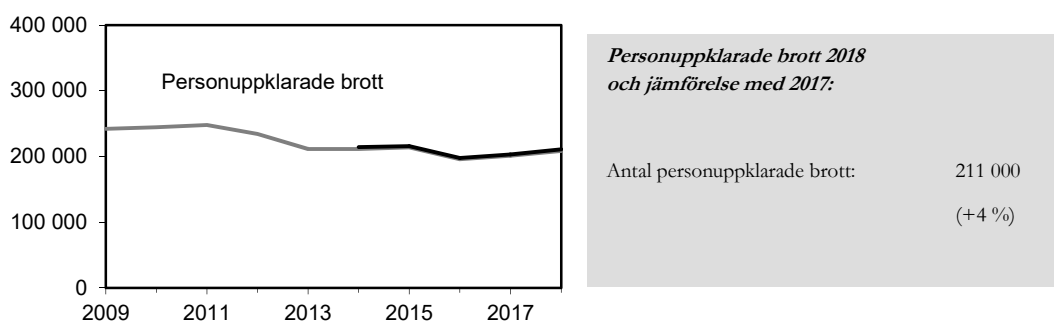 400 000
300 000
200 000
100 000
0
Personuppklarade brott
2009 2011 2013 2015 2017
Personuppklarade brott 2018
och jämförelse med 2017:
Antal personuppklarade brott: 211 000
(+4 %)